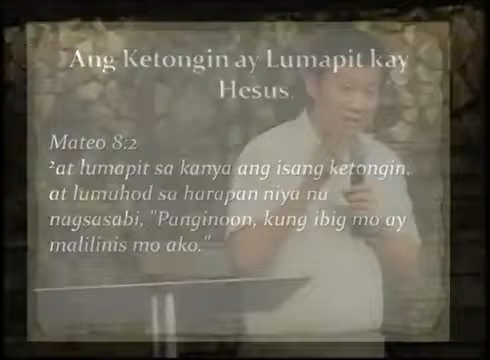 Ang Ketongin ay Lumapit kay
Hesus.
Mateo 8:2
²at lumapit sa kanya ang isang ketongin,
at lumuhod sa harapan niya na
nagsasabi, "Panginoon, kung ibig mo ay
malilinis mo ako."